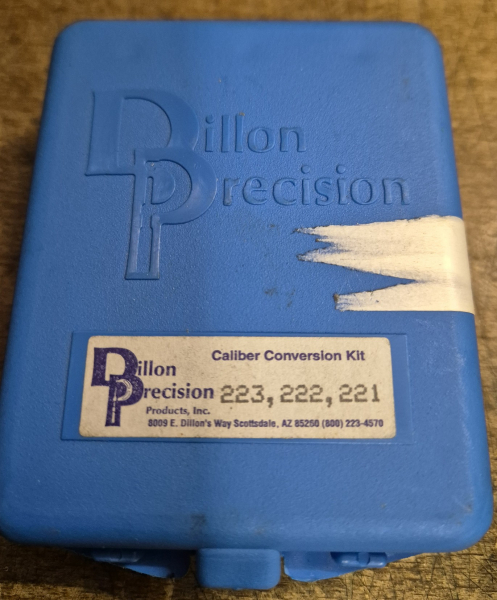 Dillon
Precision
Caliber Conversion Kit
Dillon
Precision 223, 222, 221
Products, Inc.
8009 E. Dillon's Way Scottsdale, AZ 85260 (800) 223-4570